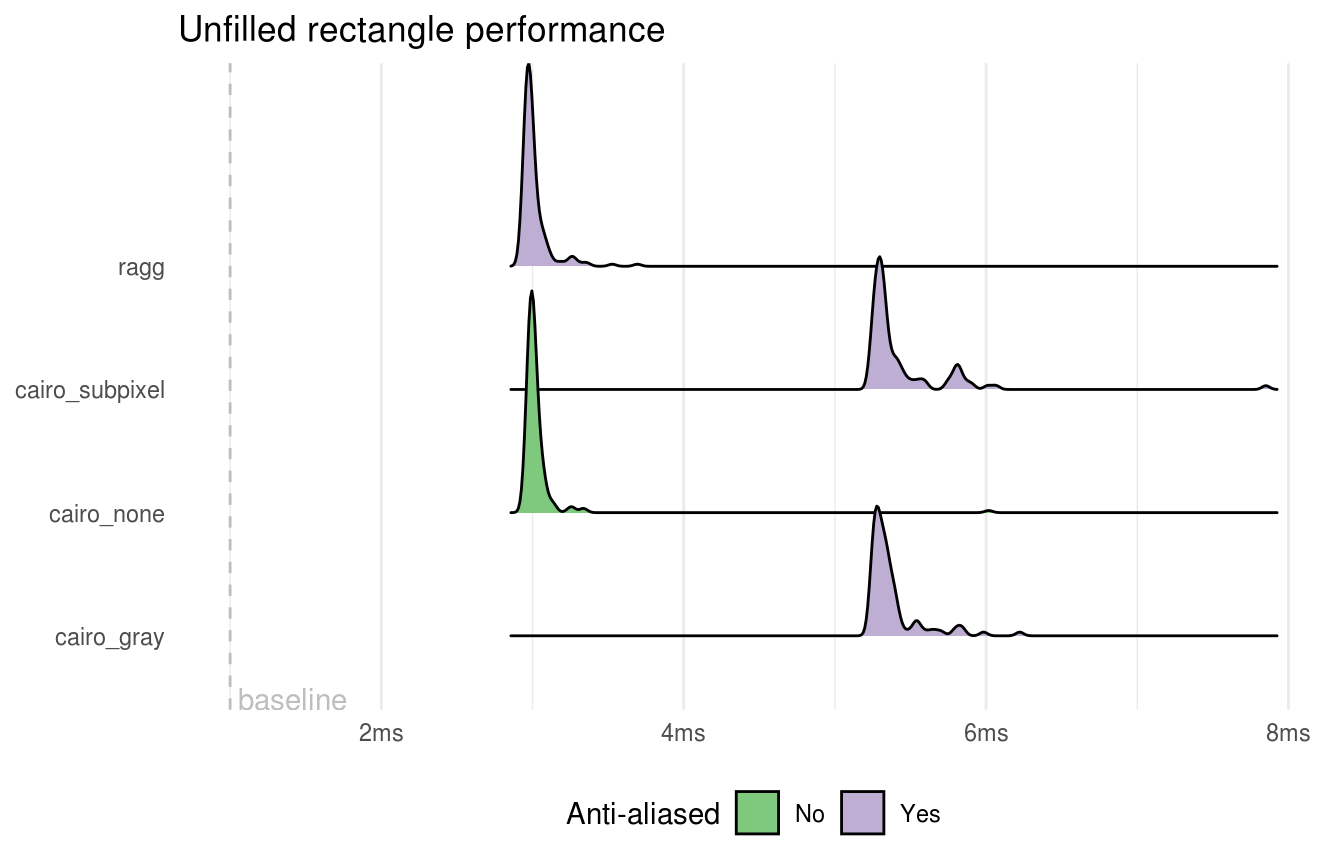 Unfilled rectangle performance
ragg
cairo_subpixel
cairo_none
cairo_gray
baseline
2ms 4ms 6ms 8ms
Anti-aliased No Yes